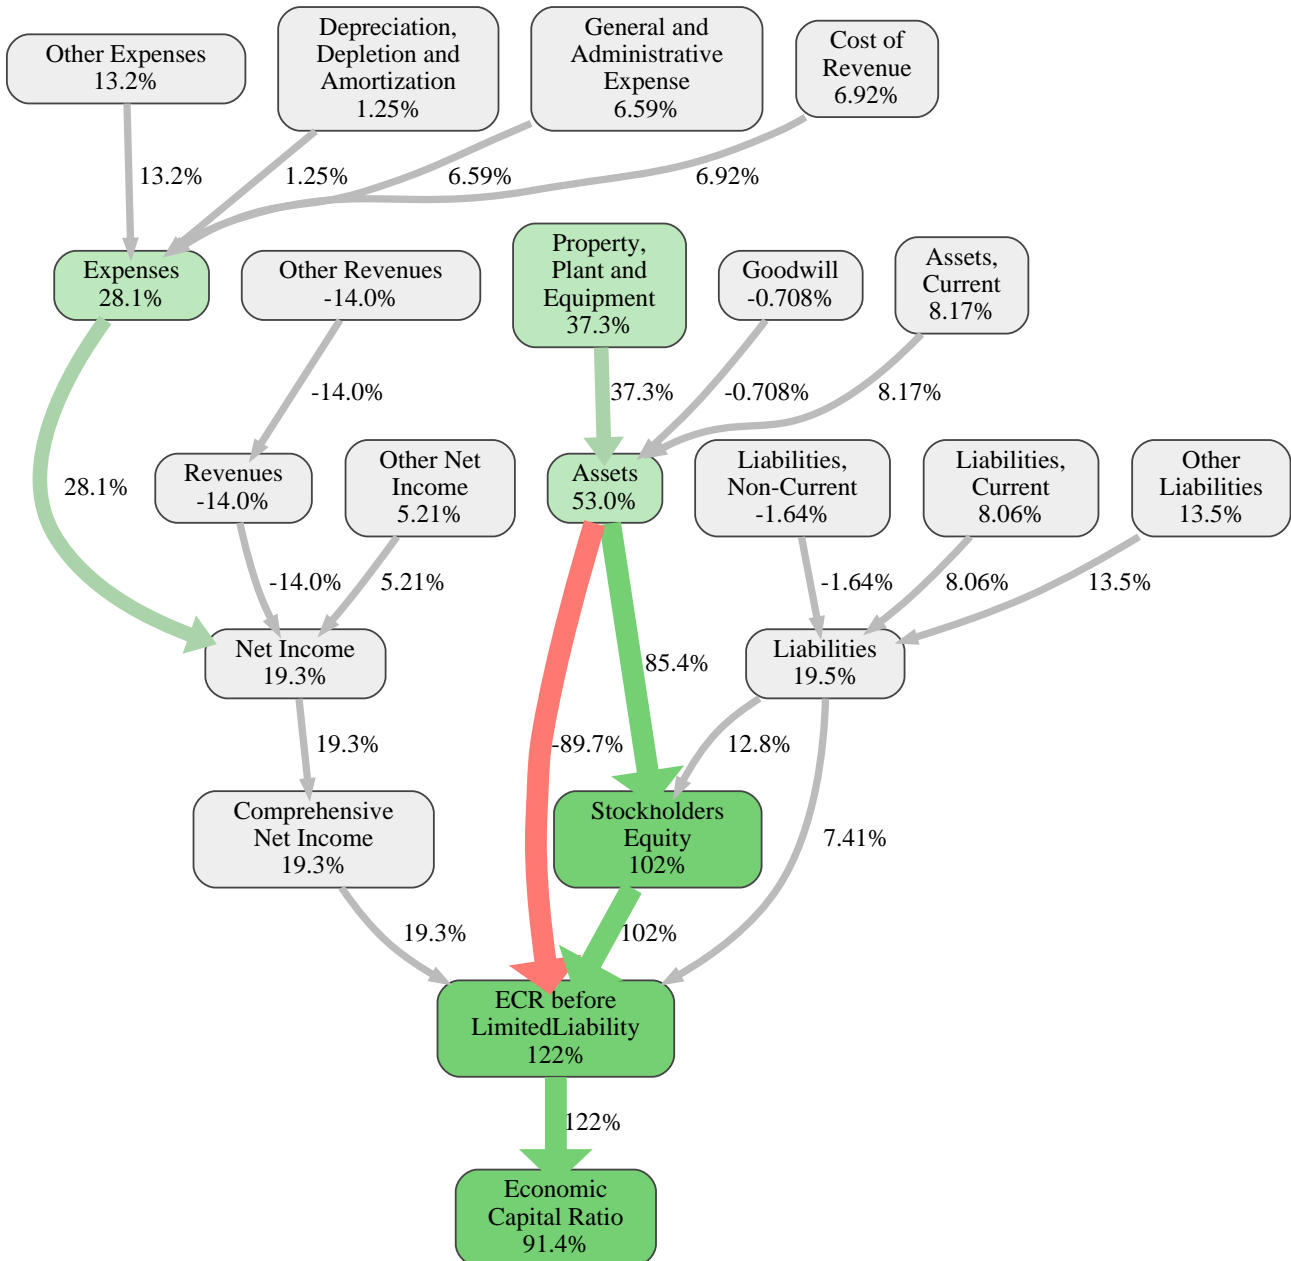 Other Expenses
13.2%
Depreciation,
Depletion and
Amortization
1.25%
General and
Administrative
Expense
6.59%
Cost of
Revenue
6.92%
13.2%
1.25%
6.59%
6.92%
Expenses
28.1%
Other Revenues
-14.0%
Property,
Plant and
Equipment
37.3%
Goodwill
-0.708%
Assets,
Current
8.17%
-14.0%
37.3%
-0.708%
8.17%
28.1%
Revenues
-14.0%
Other Net
Income
5.21%
Assets
53.0%
Liabilities,
Non-Current
-1.64%
Liabilities,
Current
8.06%
Other
Liabilities
13.5%
-14.0%
5.21%
-1.64%
8.06%
13.5%
Net Income
19.3%
85.4%
Liabilities
19.5%
19.3%
-89.7%
12.8%
Comprehensive
Net Income
19.3%
Stockholders
Equity
102%
7.41%
19.3%
102%
ECR before
LimitedLiability
122%
122%
Economic
Capital Ratio
91.4%